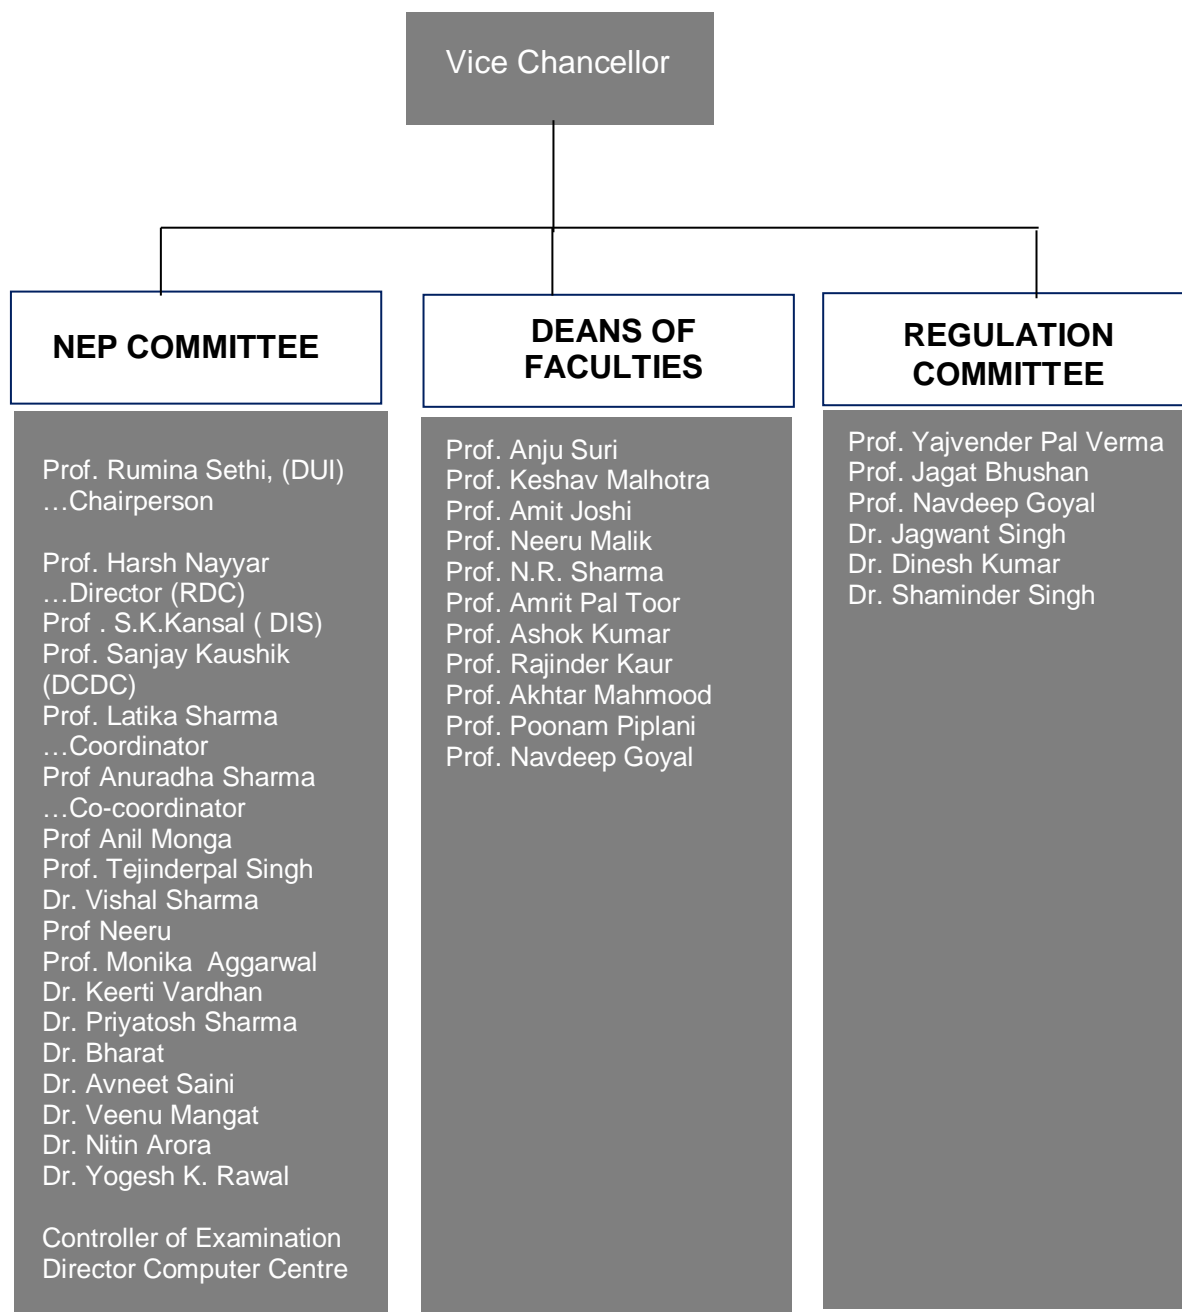 Vice Chancellor
NEP COMMITTEE
Prof. Rumina Sethi, (DUI)
…Chairperson
Prof. Harsh Nayyar
…Director (RDC)
Prof . S.K.Kansal ( DIS)
Prof. Sanjay Kaushik
(DCDC)
Prof. Latika Sharma
…Coordinator
Prof Anuradha Sharma
…Co-coordinator
Prof Anil Monga
Prof. Tejinderpal Singh
Dr. Vishal Sharma
Prof Neeru
Prof. Monika  Aggarwal
Dr. Keerti Vardhan
Dr. Priyatosh Sharma
Dr. Bharat
Dr. Avneet Saini
Dr. Veenu Mangat
Dr. Nitin Arora
Dr. Yogesh K. Rawal
Controller of Examination
Director Computer Centre
DEANS OF
FACULTIES
Prof. Anju Suri
Prof. Keshav Malhotra
Prof. Amit Joshi
Prof. Neeru Malik
Prof. N.R. Sharma
Prof. Amrit Pal Toor
Prof. Ashok Kumar
Prof. Rajinder Kaur
Prof. Akhtar Mahmood
Prof. Poonam Piplani
Prof. Navdeep Goyal
REGULATION
COMMITTEE
Prof. Yajvender Pal Verma
Prof. Jagat Bhushan
Prof. Navdeep Goyal
Dr. Jagwant Singh
Dr. Dinesh Kumar
Dr. Shaminder Singh